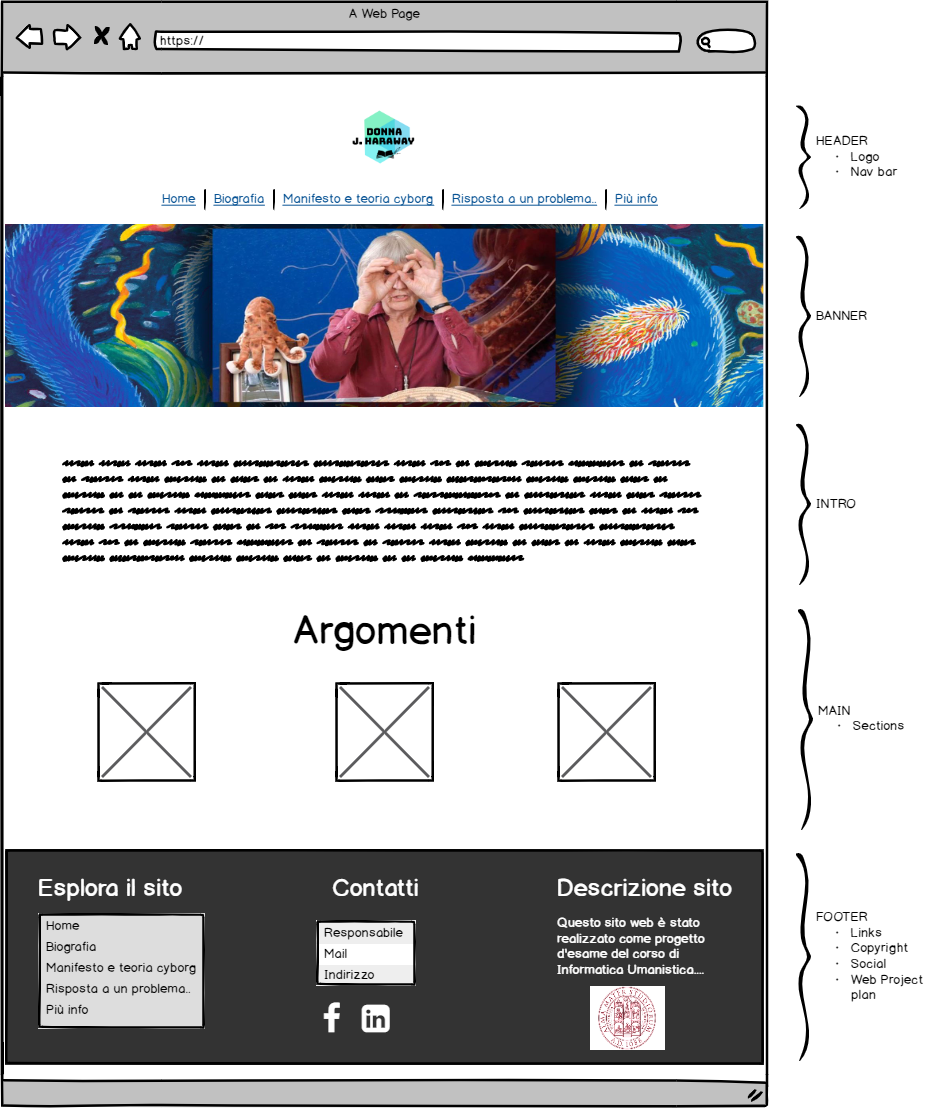 A Web Page
https://
DONNA
J. HARAWAY
Home
Biografia
Manifesto e teoria cyborg
Risposta a un problema..
Più info
Argomenti
Esplora il sito
Home
Biografia
Manifesto e teoria cyborg
Risposta a un problema..
Più info
Contatti
Responsabile
Mail
Indirizzo
f
in
Descrizione sito
Questo sito web è stato
realizzato come progetto
d'esame del corso di
Informatica Umanistica....
HEADER
· Logo
· Nav bar
BANNER
INTRO
MAIN
· Sections
FOOTER
· Links
· Copyright
· Social
· Web Project
plan